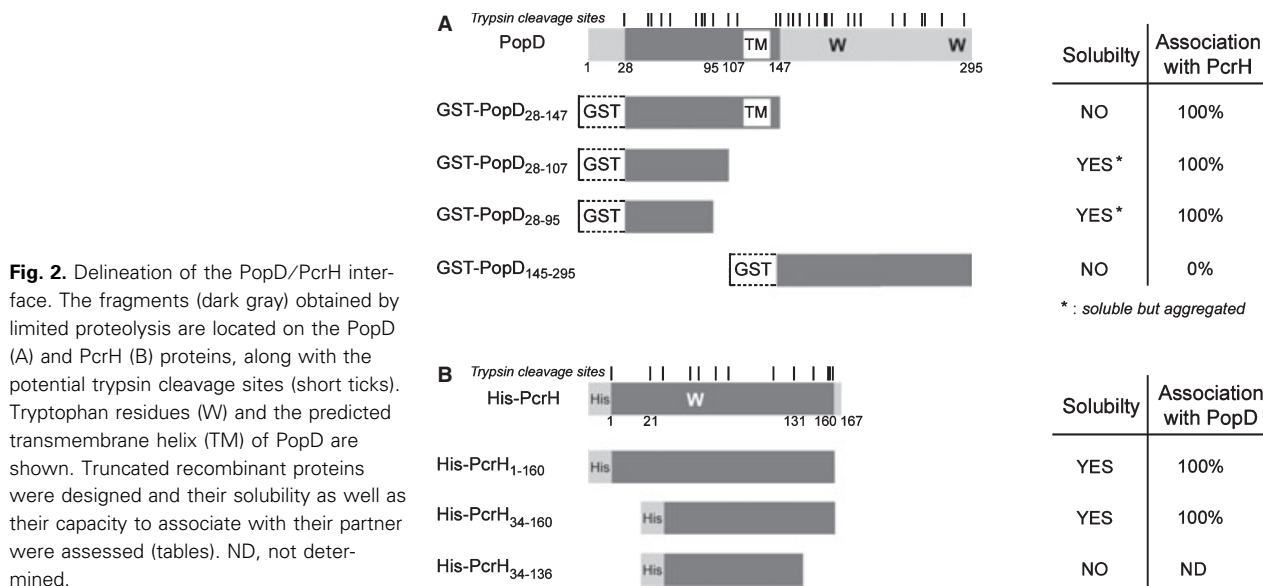 Fig. 2. Delineation of the PopD/PcrH inter-
face. The fragments (dark gray) obtained by
limited proteolysis are located on the PopD
(A) and PcrH (B) proteins, along with the
potential trypsin cleavage sites (short ticks).
Tryptophan residues (W) and the predicted
transmembrane helix (TM) of PopD are
shown. Truncated recombinant proteins
were designed and their solubility as well as
their capacity to associate with their partner
were assessed (tables). ND, not deter-
mined.
A Trypsin cleavage sites
PopD TM W W
1 28 95 107 147 295
Solubilty Association with PcrH
GST-PopD28-147 GST TM NO 100%
GST-PopD28-107 GST YES* 100%
GST-PopD28-95 GST YES* 100%
GST-PopD145-295 GST NO 0%
* : soluble but aggregated
B Trypsin cleavage sites
His-PcrH His W
1 21 131 160 167
Solubilty Association with PopD
His-PcrH1-160 His YES 100%
His-PcrH34-160 His YES 100%
His-PcrH34-136 His NO ND